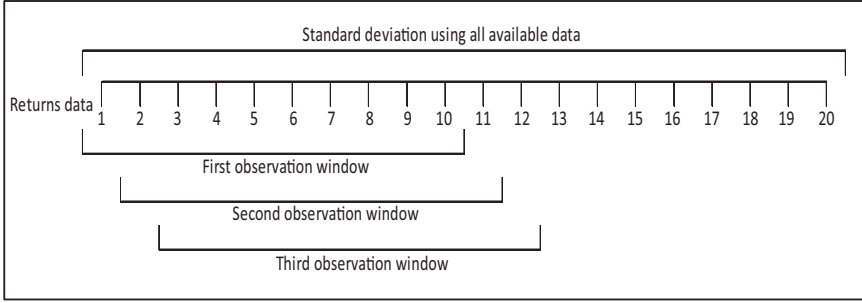 Standard deviation using all available data
Returns data
1 2 3 4 5 6 7 8 9 10 11 12 13 14 15 16 17 18 19 20
First observation window
Second observation window
Third observation window